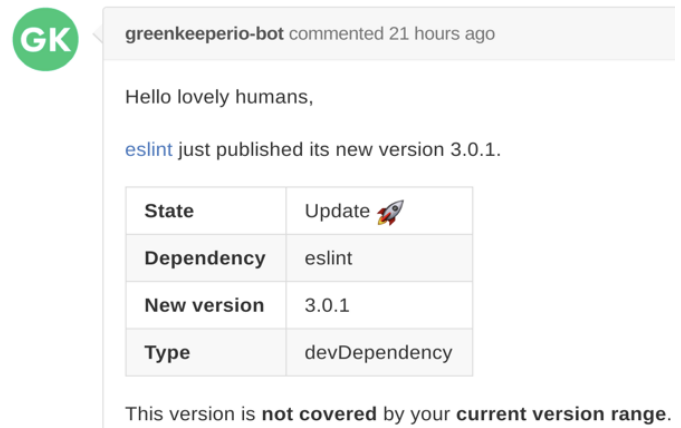 GK
greenkeeperio-bot commented 21 hours ago
Hello lovely humans,
eslint just published its new version 3.0.1.
State Update 🚀
Dependency eslint
New version 3.0.1
Type devDependency
This version is not covered by your current version range.